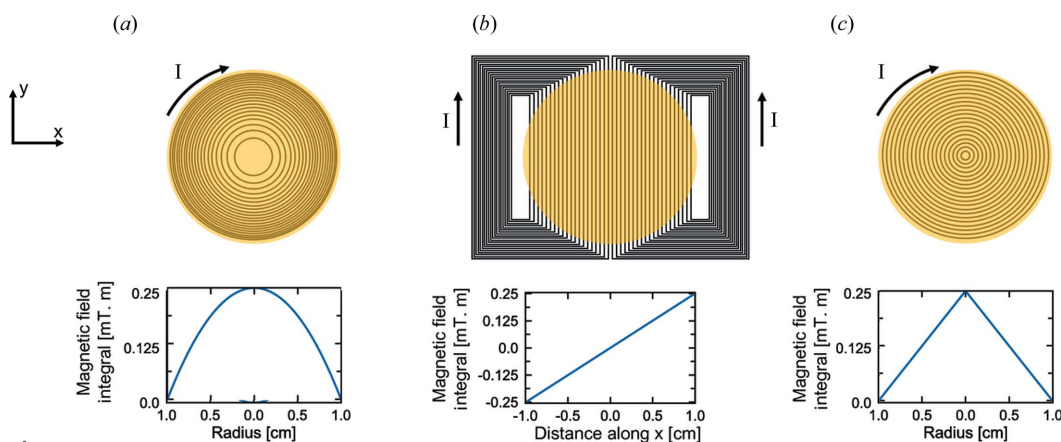 (a)
(b)
(c)
I
y
x
I
I
I
Magnetic field
integral [mT. m]
0.25
0.125
0.0
1.0 0.5 0.0 0.5 1.0
Radius [cm]
Magnetic field
integral [mT. m]
0.25
0.125
0.0
-0.125
-0.25
-1.0 -0.5 0.0 0.5 1.0
Distance along x [cm]
Magnetic field
integral [mT. m]
0.25
0.125
0.0
1.0 0.5 0.0 0.5 1.0
Radius [cm]